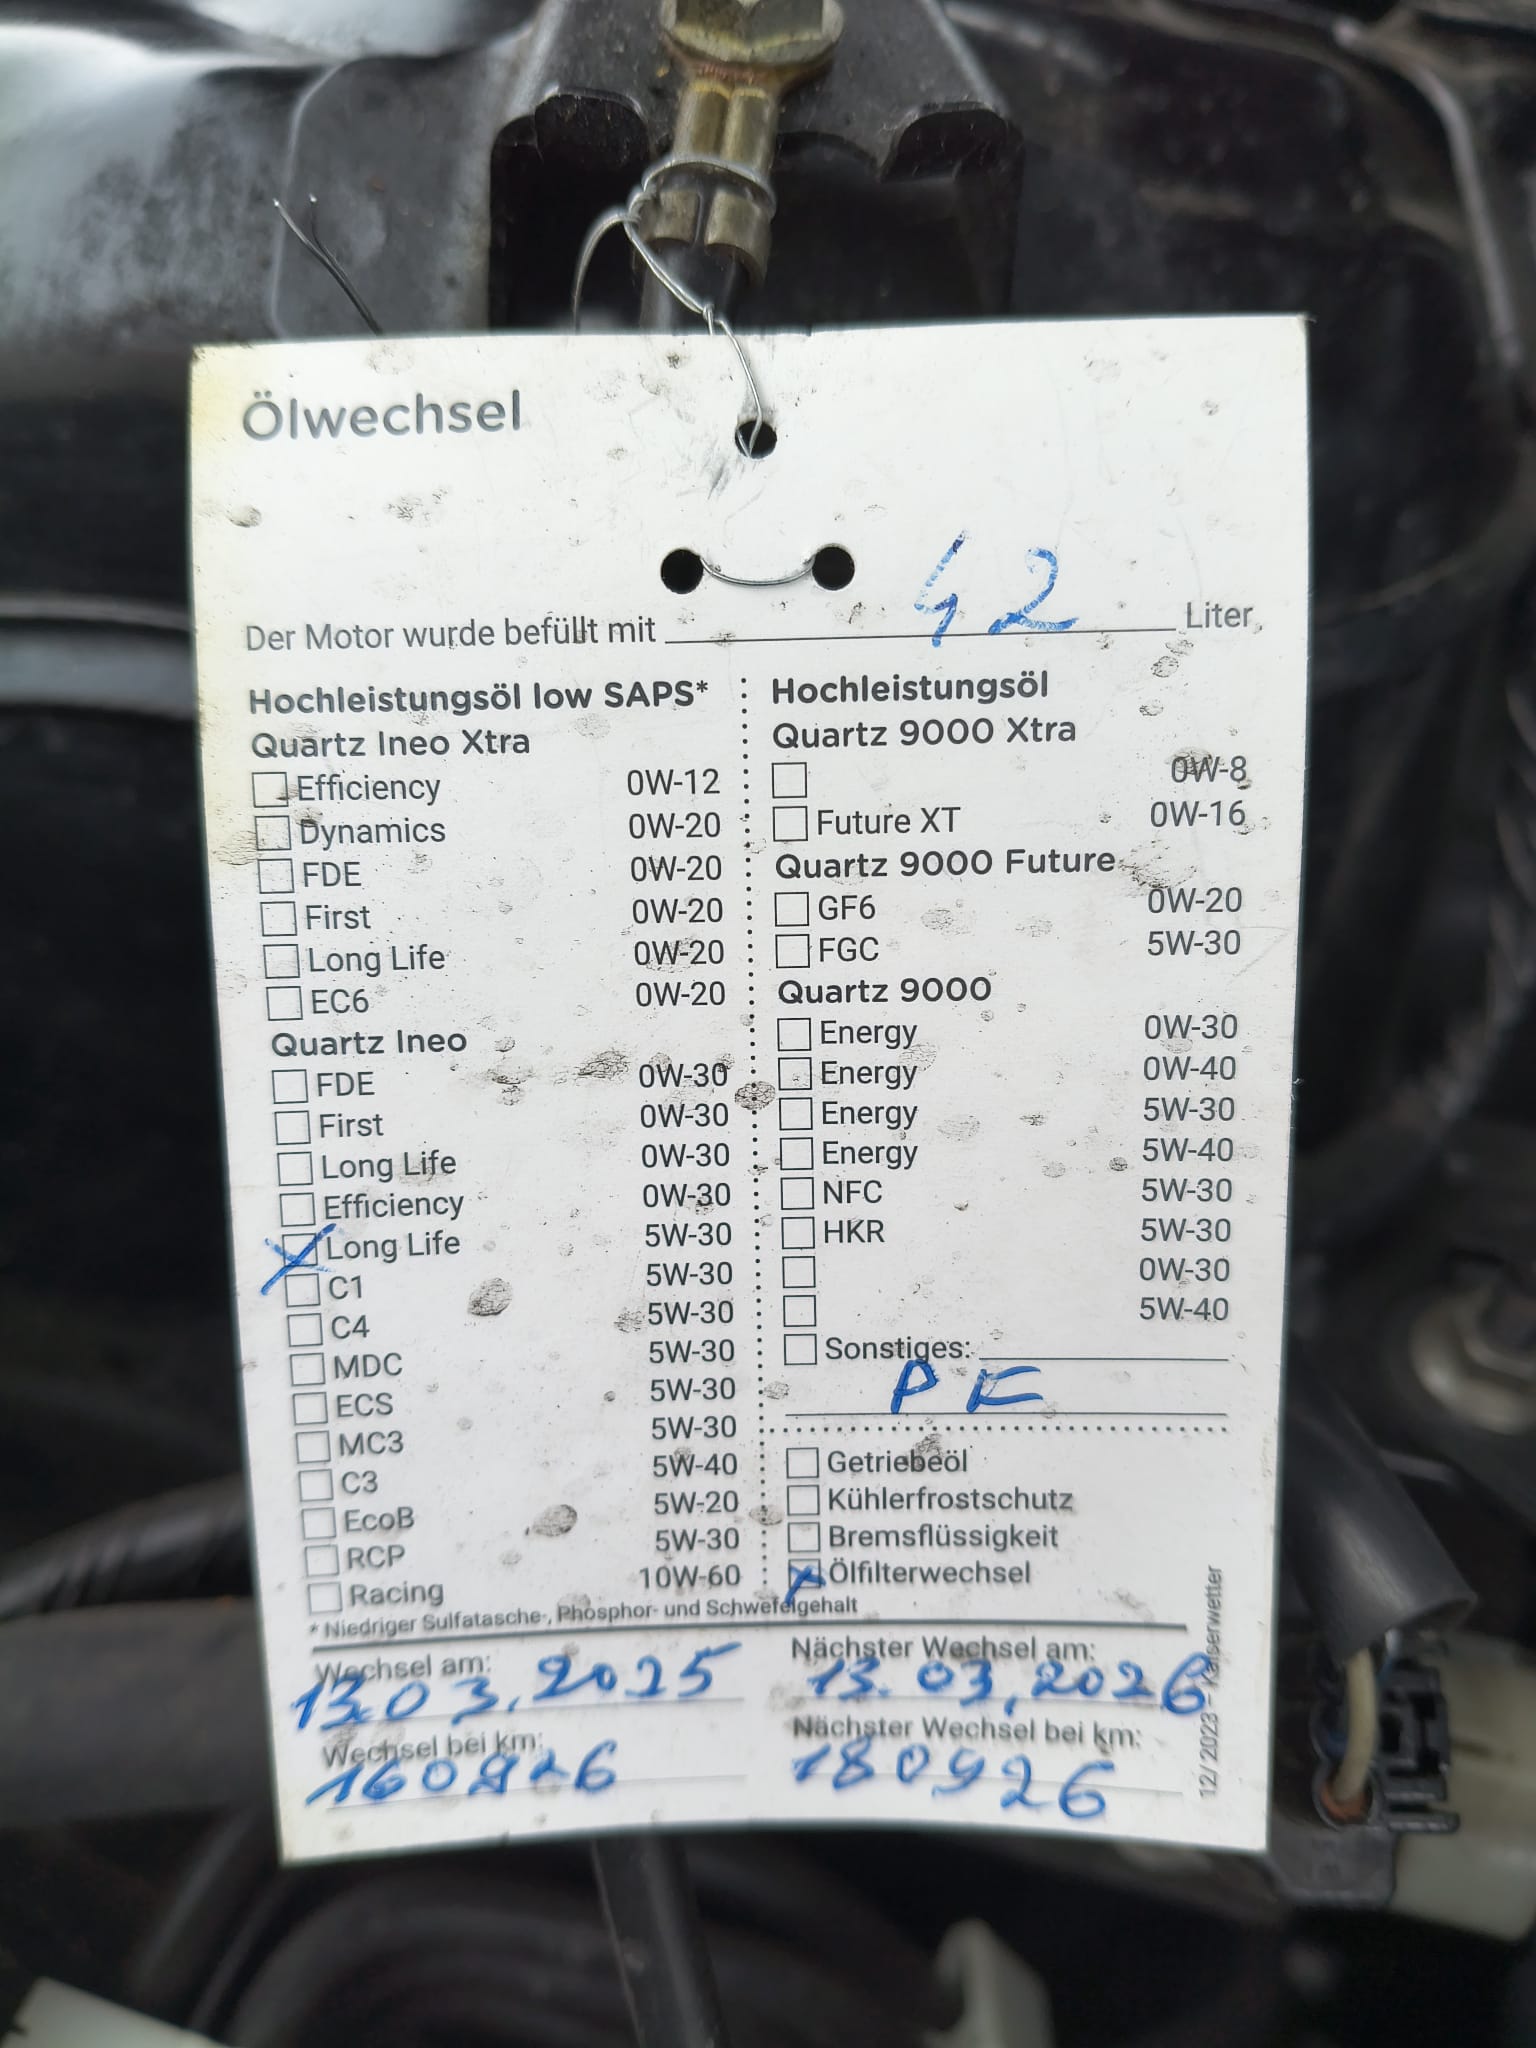 Ölwechsel
Der Motor wurde befüllt mit 42 Liter
Hochleistungsöl low SAPS*
Quartz Ineo Xtra
Efficiency 0W-12
Dynamics 0W-20
FDE 0W-20
First 0W-20
Long Life 0W-20
EC6 0W-20
Quartz Ineo
FDE 0W-30
First 0W-30
Long Life 0W-30
Efficiency 0W-30
X Long Life 5W-30
C1 5W-30
C4 5W-30
MDC 5W-30
ECS 5W-30
MC3 5W-30
C3 5W-40
EcoB 5W-20
RCP 5W-30
Racing 10W-60
* Niedriger Sulfatasche-, Phosphor- und Schwefelgehalt
Hochleistungsöl
Quartz 9000 Xtra
0W-8
Future XT 0W-16
Quartz 9000 Future
GF6 0W-20
FGC 5W-30
Quartz 9000
Energy 0W-30
Energy 0W-40
Energy 5W-30
Energy 5W-40
NFC 5W-30
HKR 5W-30
0W-30
5W-40
Sonstiges:
PF
Getriebeöl
Kühlerfrostschutz
Bremsflüssigkeit
X Ölfilterwechsel
Wechsel am:
13.03.2025
Wechsel bei km:
160926
Nächster Wechsel am:
13.03.2026
Nächster Wechsel bei km:
180926
12/2023 - Kaiserwetter